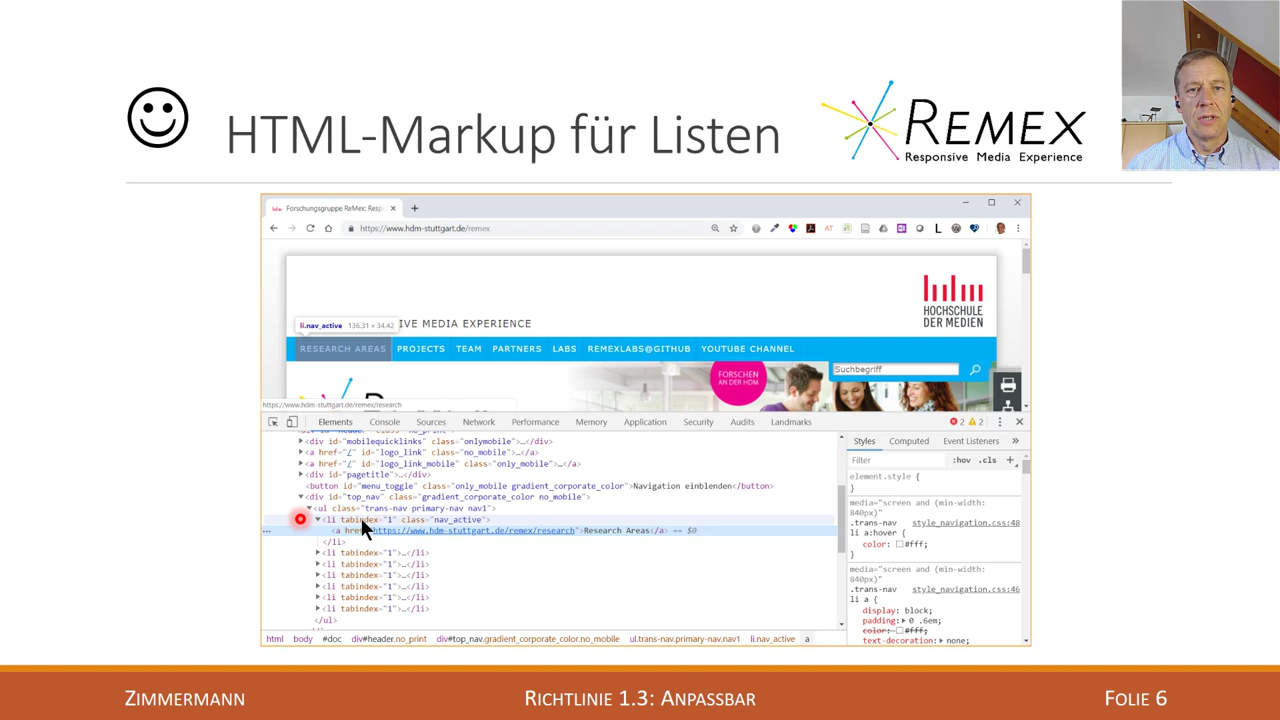 HTML-Markup für Listen
REMEX
Responsive Media Experience
Forschungsgruppe ReMex: Resp
https://www.hdm-stuttgart.de/remex
HOCHSCHULE
DER MEDIEN
li.nav_active 136.31 × 34.42
IVE MEDIA EXPERIENCE
RESEARCH AREAS PROJECTS TEAM PARTNERS LABS REMEXLABS@GITHUB YOUTUBE CHANNEL
Suchbegriff
FORSCHEN
AN DER HDM
https://www.hdm-stuttgart.de/remex/research
Elements Console Sources Network Performance Memory Application Security Audits Landmarks 2 2
<div id="mobilequicklinks" class="onlymobile">…</div>
<a href="/" id="logo_link" class="no_mobile">…</a>
<a href="/" id="logo_link_mobile" class="only_mobile">…</a>
<div id="pagetitle">…</div>
<button id="menu_toggle" class="only_mobile gradient_corporate_color">Navigation einblenden</button>
<div id="top_nav" class="gradient_corporate_color no_mobile">
<ul class="trans-nav primary-nav nav1">
<li tabindex="1" class="nav_active">
<a href="https://www.hdm-stuttgart.de/remex/research">Research Areas</a> == $0
</li>
<li tabindex="1">…</li>
<li tabindex="1">…</li>
<li tabindex="1">…</li>
<li tabindex="1">…</li>
<li tabindex="1">…</li>
<li tabindex="1">…</li>
</ul>
html body #doc div#header.no_print div#top_nav.gradient_corporate_color.no_mobile ul.trans-nav.primary-nav.nav1 li.nav_active a
Styles Computed Event Listeners »
Filter :hov .cls +
element.style {
}
media="screen and (min-width:
840px)"
.trans-nav style_navigation.css:48
li a:hover {
color: #fff;
}
media="screen and (min-width:
840px)"
.trans-nav style_navigation.css:46
li a {
display: block;
padding: 0 .6em;
color: #fff;
text-decoration: none;
ZIMMERMANN
RICHTLINIE 1.3: ANPASSBAR
FOLIE 6